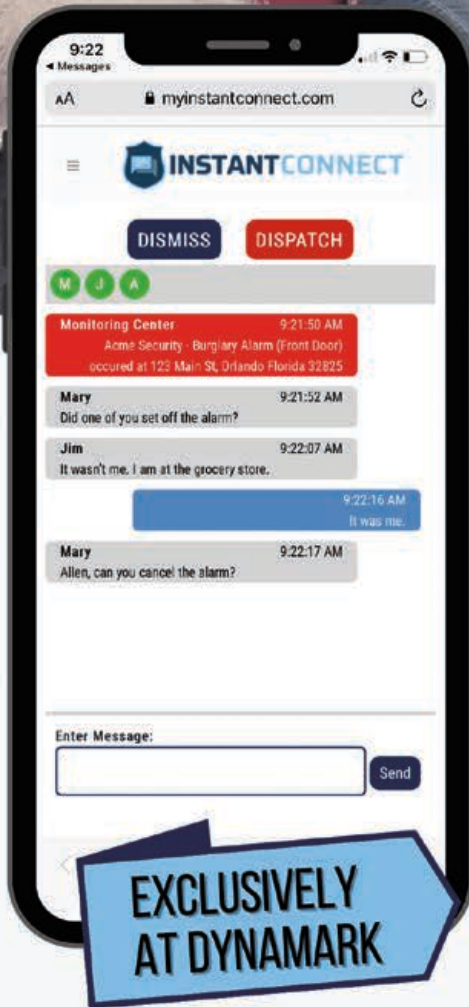 9:22
◂ Messages
AA myinstantconnect.com
INSTANTCONNECT
DISMISS DISPATCH
M J A
Monitoring Center 9:21:50 AM
Acme Security - Burglary Alarm (Front Door)
occured at 123 Main St, Orlando Florida 32825
Mary 9:21:52 AM
Did one of you set off the alarm?
Jim 9:22:07 AM
It wasn't me. I am at the grocery store.
9:22:16 AM
It was me.
Mary 9:22:17 AM
Allen, can you cancel the alarm?
Enter Message:
Send
EXCLUSIVELY
AT DYNAMARK